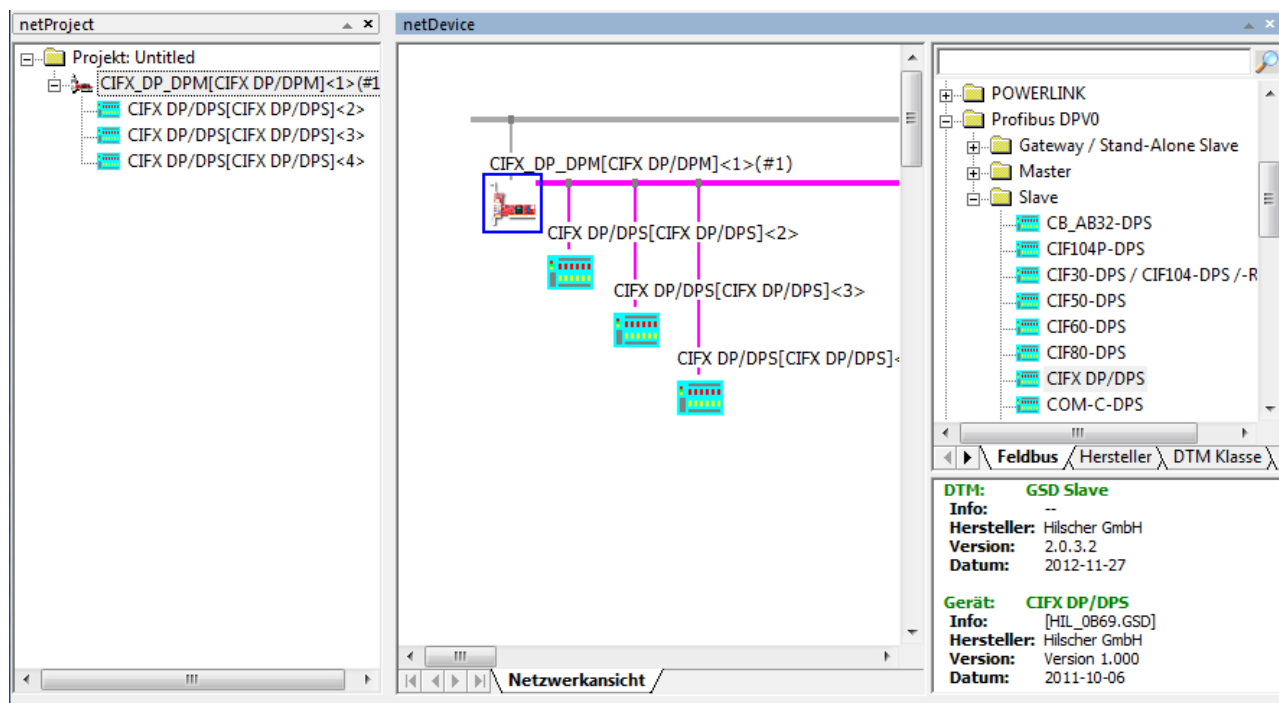 netProject
Projekt: Untitled
CIFX_DP_DPM[CIFX DP/DPM]<1>(#1
CIFX DP/DPS[CIFX DP/DPS]<2>
CIFX DP/DPS[CIFX DP/DPS]<3>
CIFX DP/DPS[CIFX DP/DPS]<4>
netDevice
CIFX_DP_DPM[CIFX DP/DPM]<1>(#1)
CIFX DP/DPS[CIFX DP/DPS]<2>
CIFX DP/DPS[CIFX DP/DPS]<3>
CIFX DP/DPS[CIFX DP/DPS]<
Netzwerkansicht
POWERLINK
Profibus DPV0
Gateway / Stand-Alone Slave
Master
Slave
CB_AB32-DPS
CIF104P-DPS
CIF30-DPS / CIF104-DPS /-R
CIF50-DPS
CIF60-DPS
CIF80-DPS
CIFX DP/DPS
COM-C-DPS
Feldbus Hersteller DTM Klasse
DTM: GSD Slave
Info: --
Hersteller: Hilscher GmbH
Version: 2.0.3.2
Datum: 2012-11-27
Gerät: CIFX DP/DPS
Info: [HIL_0B69.GSD]
Hersteller: Hilscher GmbH
Version: Version 1.000
Datum: 2011-10-06